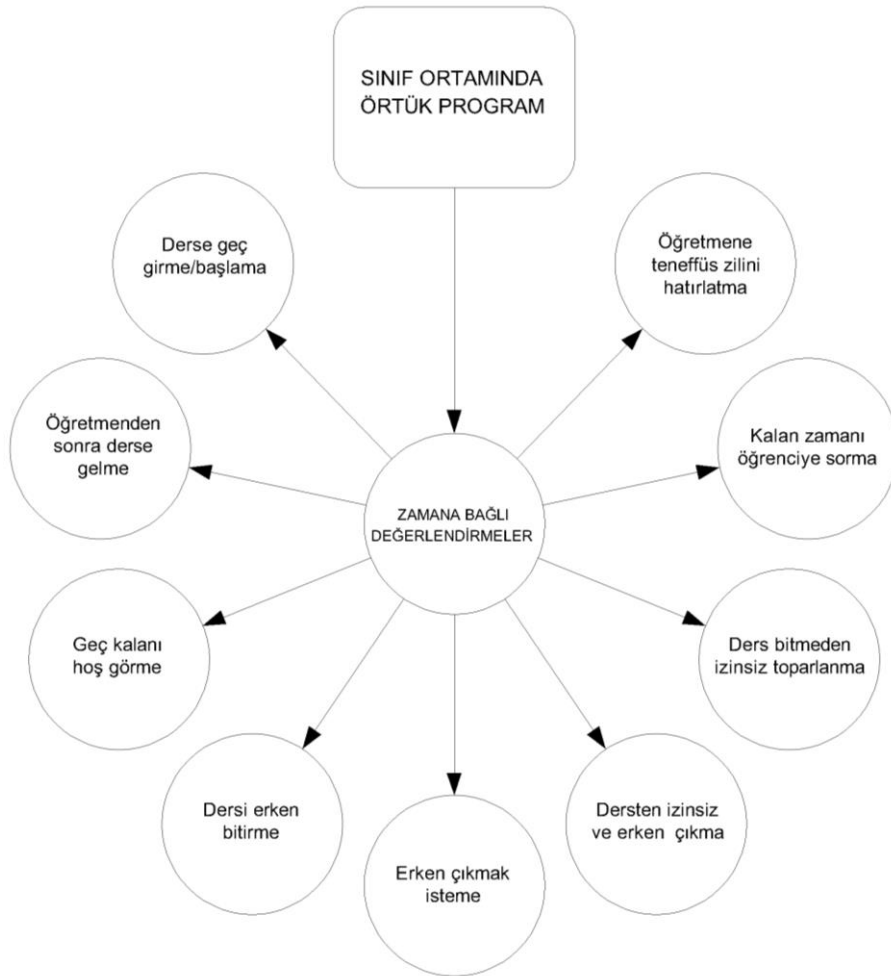 SINIF ORTAMINDA
ÖRTÜK PROGRAM
Derse geç
girme/başlama
Öğretmene
teneffüs zilini
hatırlatma
Öğretmenden
sonra derse
gelme
Kalan zamanı
öğrenciye sorma
ZAMANA BAĞLI
DEĞERLENDİRMELER
Geç kalanı
hoş görme
Ders bitmeden
izinsiz toparlanma
Dersi erken
bitirme
Dersten izinsiz
ve erken çıkma
Erken çıkmak
isteme